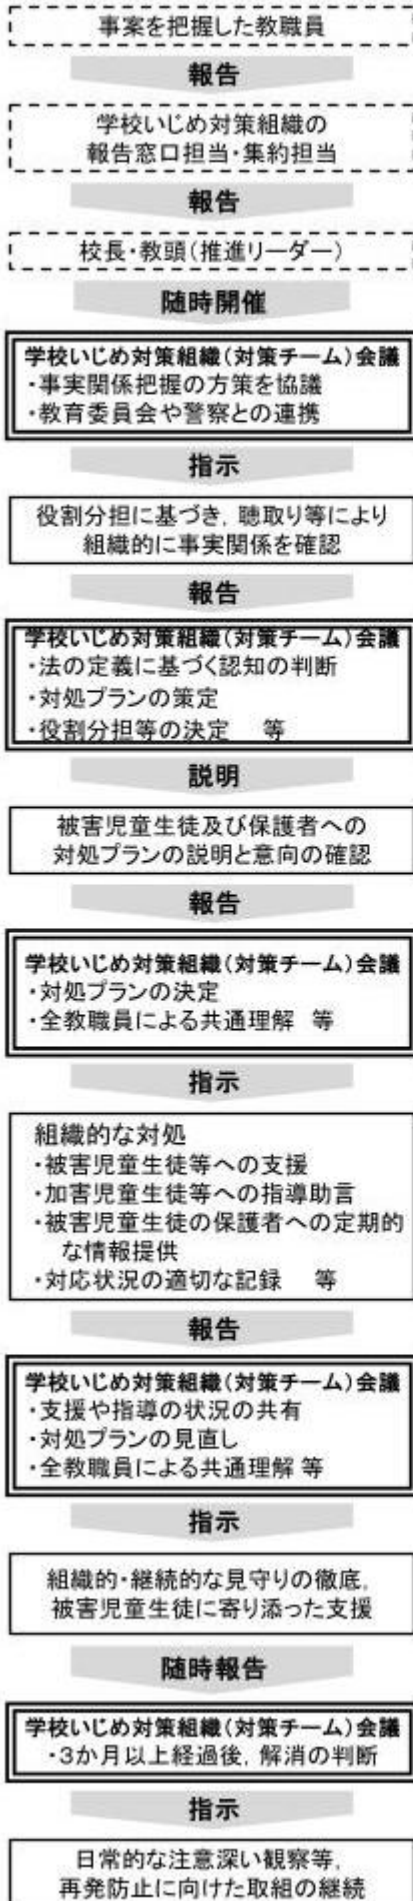 事案を把握した教職員
報告
学校いじめ対策組織の
報告窓口担当・集約担当
報告
校長・教頭(推進リーダー)
随時開催
学校いじめ対策組織(対策チーム)会議
・事実関係把握の方策を協議
・教育委員会や警察との連携
指示
役割分担に基づき，聴取り等により
組織的に事実関係を確認
報告
学校いじめ対策組織(対策チーム)会議
・法の定義に基づく認知の判断
・対処プランの策定
・役割分担等の決定　等
説明
被害児童生徒及び保護者への
対処プランの説明と意向の確認
報告
学校いじめ対策組織(対策チーム)会議
・対処プランの決定
・全教職員による共通理解　等
指示
組織的な対処
・被害児童生徒等への支援
・加害児童生徒等への指導助言
・被害児童生徒の保護者への定期的
な情報提供
・対応状況の適切な記録　等
報告
学校いじめ対策組織(対策チーム)会議
・支援や指導の状況の共有
・対処プランの見直し
・全教職員による共通理解 等
指示
組織的・継続的な見守りの徹底，
被害児童生徒に寄り添った支援
随時報告
学校いじめ対策組織(対策チーム)会議
・3か月以上経過後，解消の判断
指示
日常的な注意深い観察等，
再発防止に向けた取組の継続